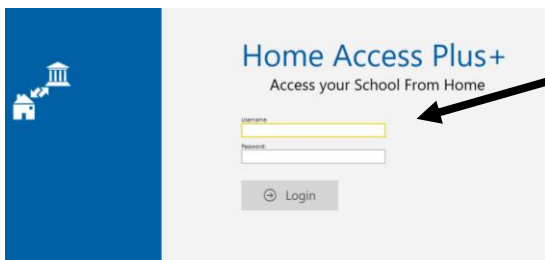 Home Access Plus+
Access your School From Home
Username:
Password:
Login